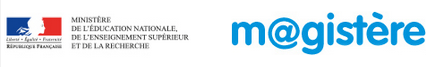 MINISTÈRE
DE L'ÉDUCATION NATIONALE,
DE L'ENSEIGNEMENT SUPÉRIEUR
ET DE LA RECHERCHE
Liberté • Égalité • Fraternité
RÉPUBLIQUE FRANÇAISE
m@gistère